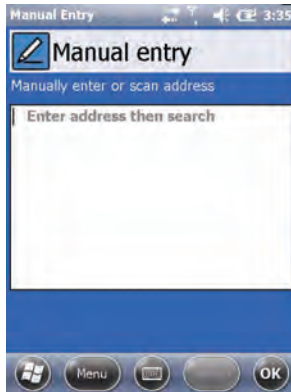 Manual Entry 3:35
Manual entry
Manually enter or scan address
Enter address then search
Menu
OK